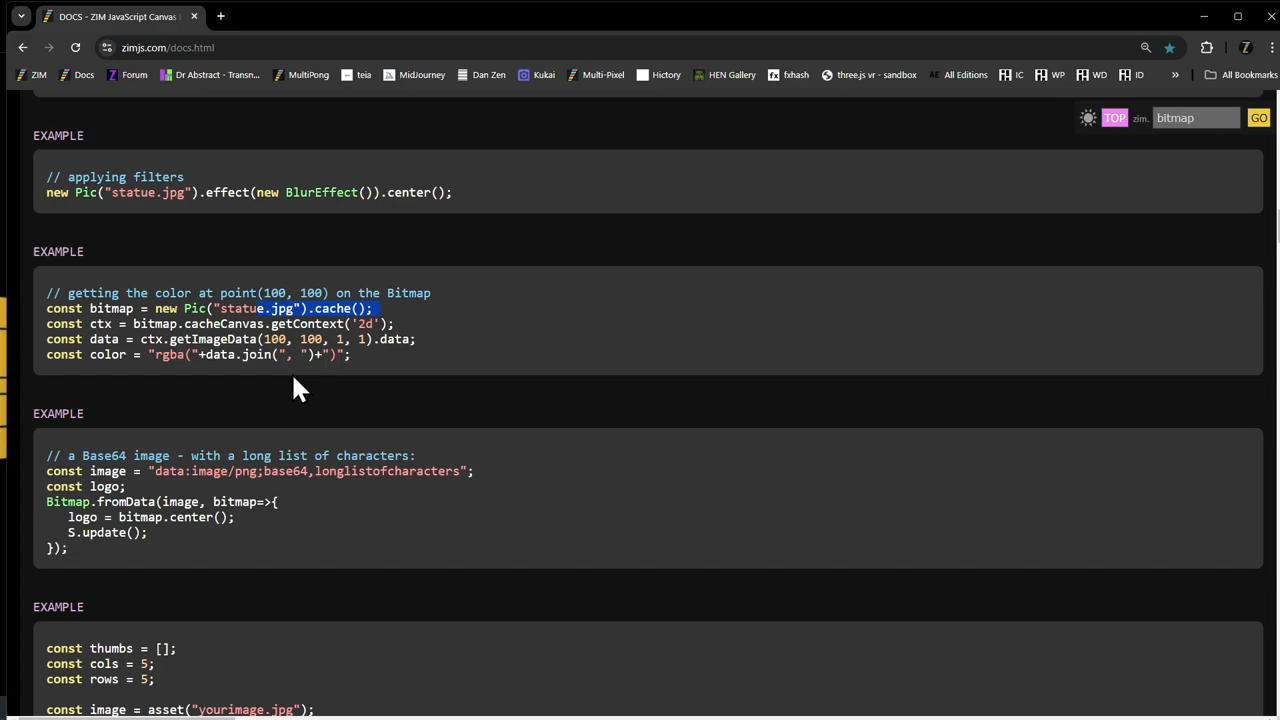 DOCS - ZIM JavaScript Canvas
zimjs.com/docs.html
ZIM Docs Forum Dr Abstract - Transn... MultiPong teia MidJourney Dan Zen Kukai Multi-Pixel Hictory HEN Gallery fxhash three.js vr - sandbox AE All Editions IC WP WD ID » All Bookmarks
TOP zim. bitmap GO
EXAMPLE
// applying filters
new Pic("statue.jpg").effect(new BlurEffect()).center();
EXAMPLE
// getting the color at point(100, 100) on the Bitmap
const bitmap = new Pic("statue.jpg").cache();
const ctx = bitmap.cacheCanvas.getContext('2d');
const data = ctx.getImageData(100, 100, 1, 1).data;
const color = "rgba("+data.join(", ")+")";
EXAMPLE
// a Base64 image - with a long list of characters:
const image = "data:image/png;base64,longlistofcharacters";
const logo;
Bitmap.fromData(image, bitmap=>{
logo = bitmap.center();
S.update();
});
EXAMPLE
const thumbs = [];
const cols = 5;
const rows = 5;
const image = asset("yourimage.jpg");